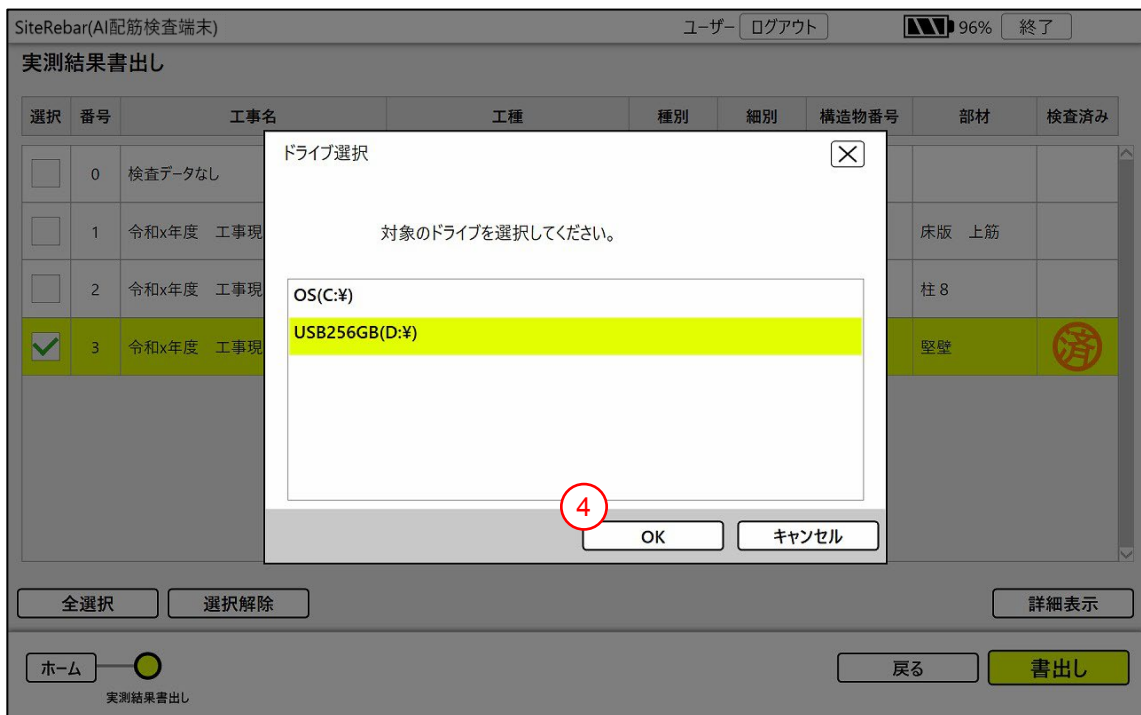 SiteRebar(AI配筋検査端末) ユーザー ログアウト 96% 終了
実測結果書出し
選択 番号 工事名 工種 種別 細別 構造物番号 部材 検査済み
ドライブ選択
0 検査データなし
1 令和x年度 工事現 対象のドライブを選択してください。 床版 上筋
2 令和x年度 工事現 OS(C:¥) 柱8
USB256GB(D:¥)
3 令和x年度 工事現 堅壁 済
4
OK キャンセル
全選択 選択解除 詳細表示
ホーム 戻る 書出し
実測結果書出し